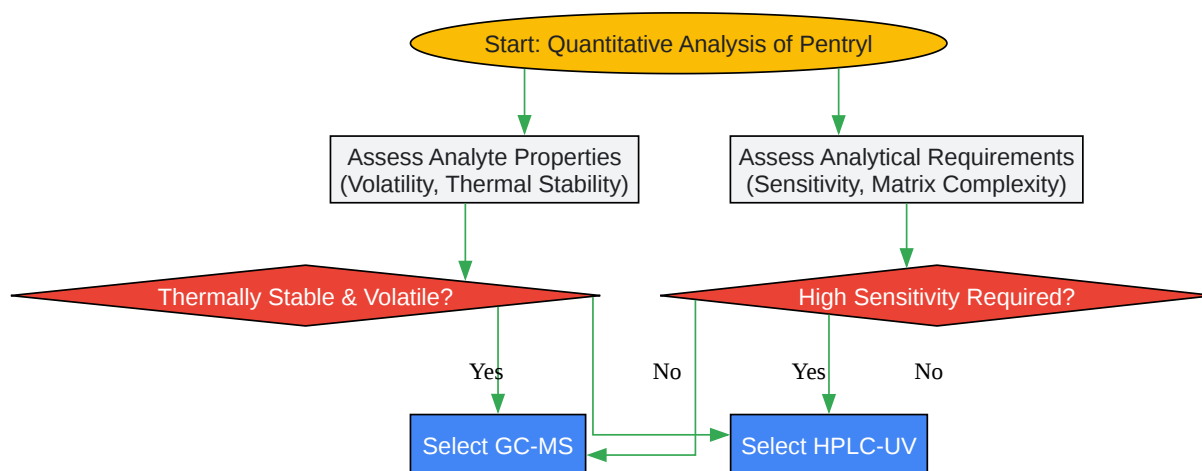 Start: Quantitative Analysis of Pentryl
Assess Analyte Properties
(Volatility, Thermal Stability)
Assess Analytical Requirements
(Sensitivity, Matrix Complexity)
Thermally Stable & Volatile?
High Sensitivity Required?
Yes
No
Yes
No
Select GC-MS
Select HPLC-UV